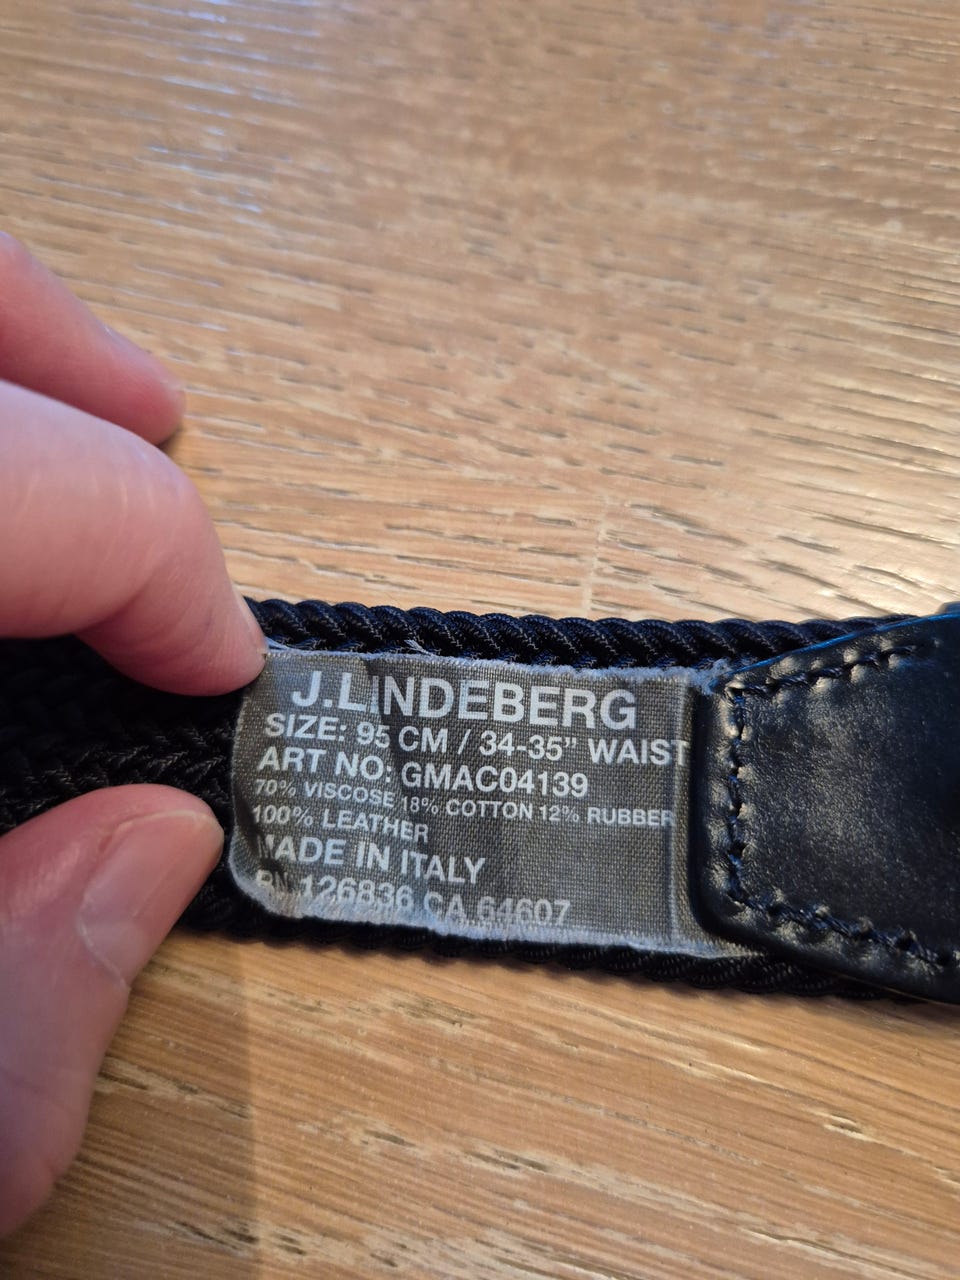 J.LINDEBERG
SIZE: 95 CM / 34-35" WAIST
ART NO: GMAC04139
70% VISCOSE 18% COTTON 12% RUBBER
100% LEATHER
MADE IN ITALY
RN 126836 CA 64607